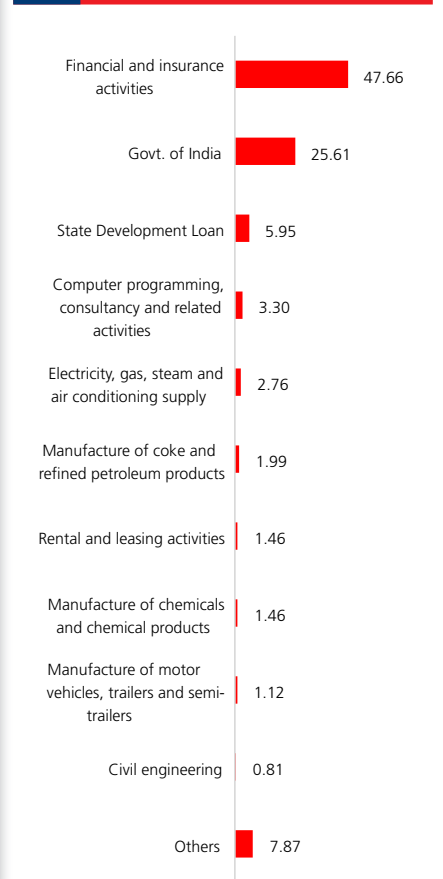 Financial and insurance
activities
47.66
Govt. of India
25.61
State Development Loan
5.95
Computer programming,
consultancy and related
activities
3.30
Electricity, gas, steam and
air conditioning supply
2.76
Manufacture of coke and
refined petroleum products
1.99
Rental and leasing activities
1.46
Manufacture of chemicals
and chemical products
1.46
Manufacture of motor
vehicles, trailers and semi-
trailers
1.12
Civil engineering
0.81
Others
7.87